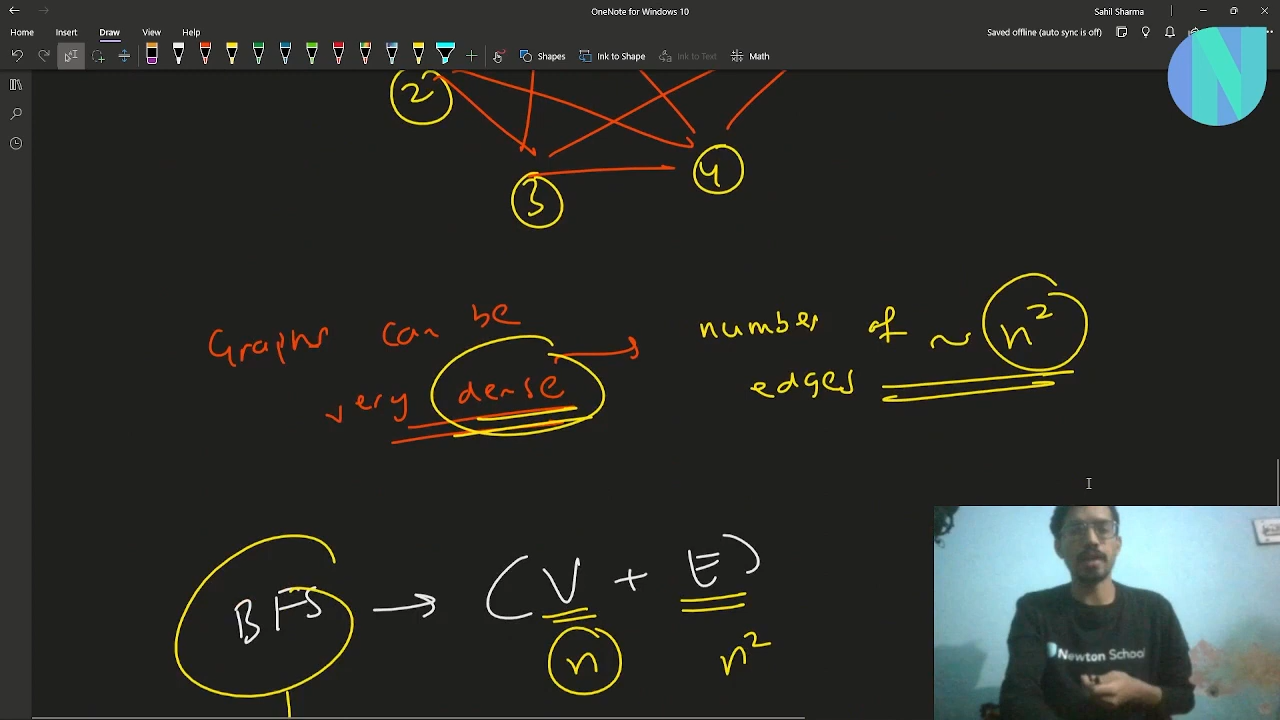 OneNote for Windows 10
Sahil Sharma
Home Insert Draw View Help
Saved offline (auto sync is off)
Shapes Ink to Shape Ink to Text Math
2
3
4
Graphs can be
very dense
number of ~ n²
edges
BFS → (V + E)
n n²
Newton School
N